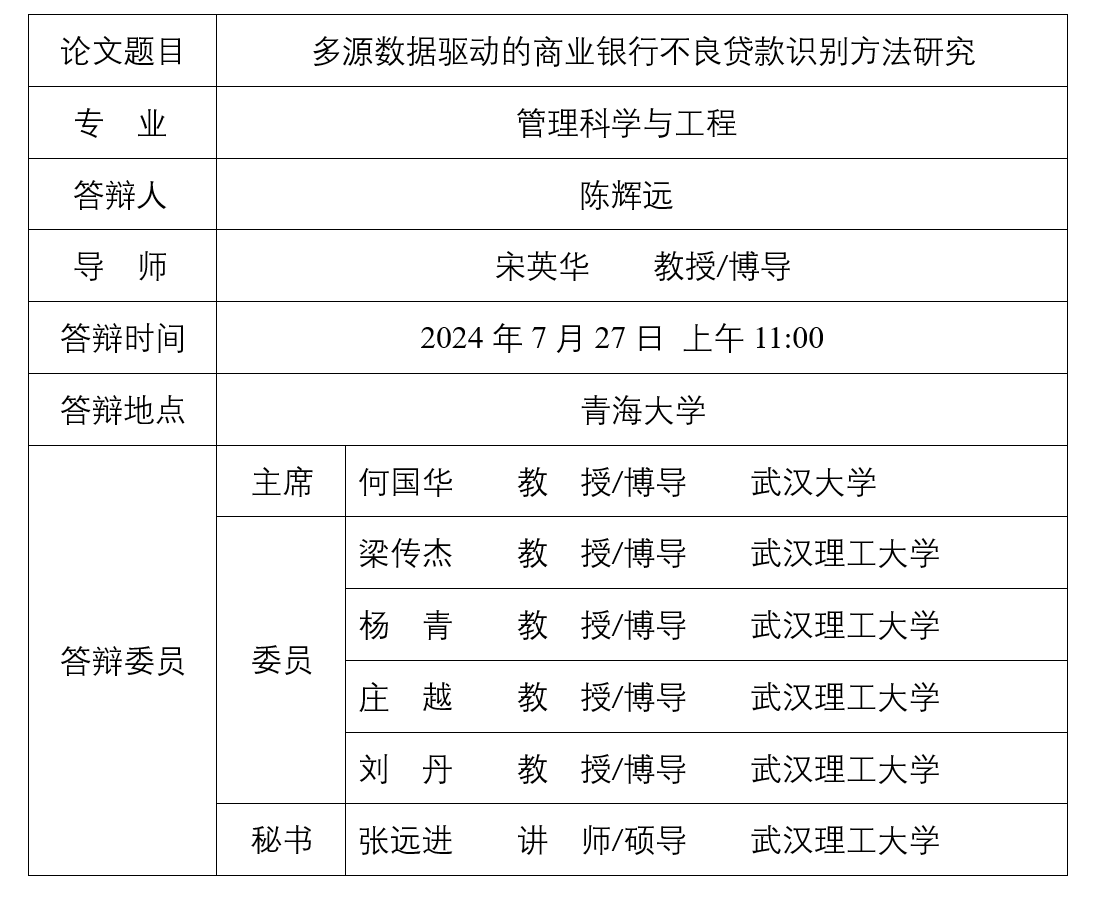 论文题目 多源数据驱动的商业银行不良贷款识别方法研究
专 业 管理科学与工程
答辩人 陈辉远
导 师 宋英华 教授/博导
答辩时间 2024 年 7 月 27 日 上午 11:00
答辩地点 青海大学
答辩委员
主席 何国华 教 授/博导 武汉大学
委员
梁传杰 教 授/博导 武汉理工大学
杨 青 教 授/博导 武汉理工大学
庄 越 教 授/博导 武汉理工大学
刘 丹 教 授/博导 武汉理工大学
秘书 张远进 讲 师/硕导 武汉理工大学